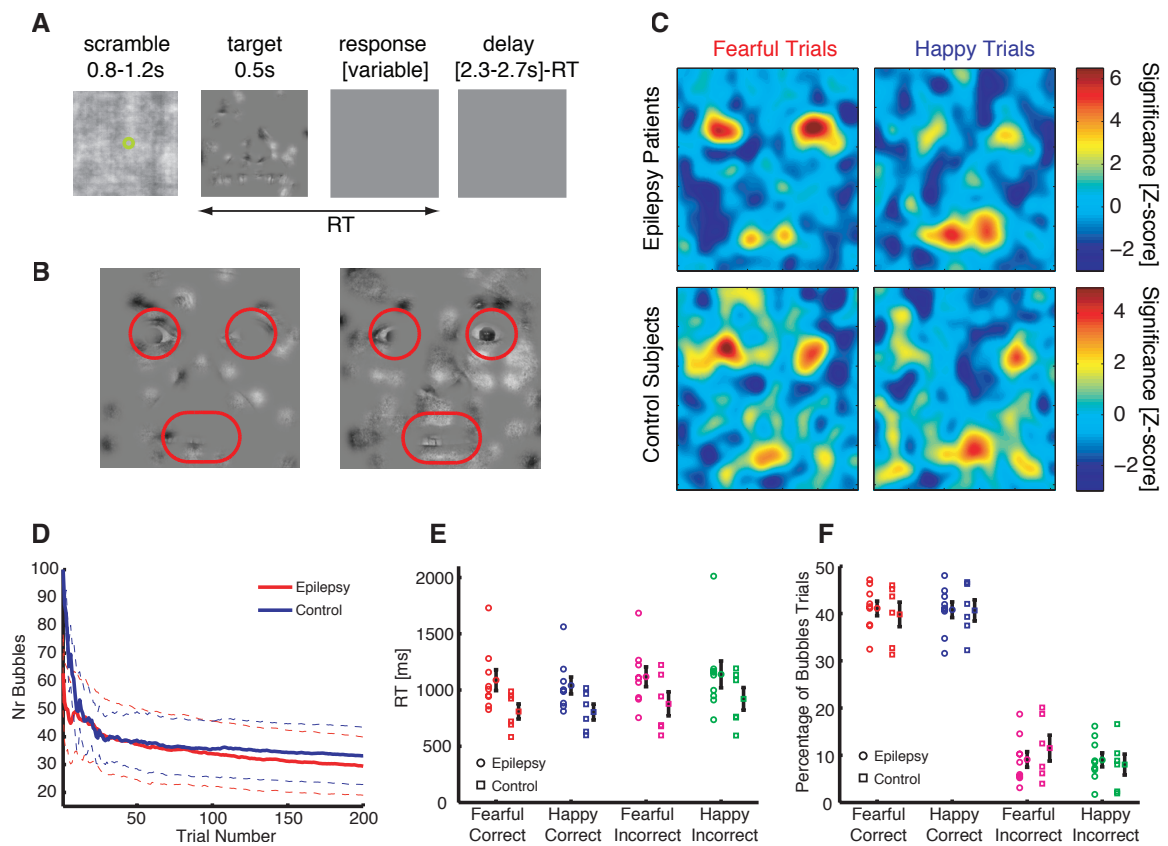 A
scramble
0.8-1.2s
target
0.5s
response
[variable]
delay
[2.3-2.7s]-RT
RT
B
C
Fearful Trials
Happy Trials
Epilepsy Patients
Control Subjects
6
4
2
0
−2
Significance [Z-score]
4
2
0
−2
Significance [Z-score]
D
Nr Bubbles
100
90
80
70
60
50
40
30
20
Epilepsy
Control
50
100
150
200
Trial Number
E
RT [ms]
2000
1500
1000
500
0
Epilepsy
Control
Fearful Correct
Happy Correct
Fearful Incorrect
Happy Incorrect
F
Percentage of Bubbles Trials
50
40
30
20
10
0
Epilepsy
Control
Fearful Correct
Happy Correct
Fearful Incorrect
Happy Incorrect